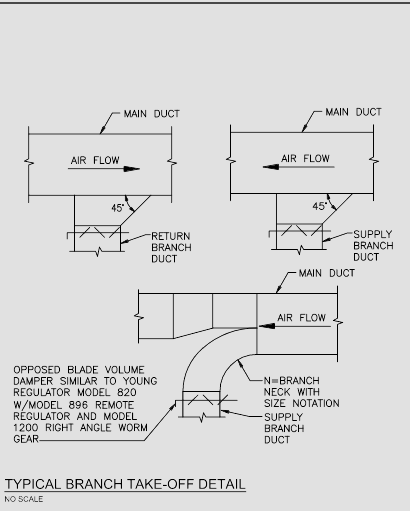 MAIN DUCT
AIR FLOW
45°
RETURN
BRANCH
DUCT
MAIN DUCT
AIR FLOW
45°
SUPPLY
BRANCH
DUCT
MAIN DUCT
AIR FLOW
OPPOSED BLADE VOLUME
DAMPER SIMILAR TO YOUNG
REGULATOR MODEL 820
W/MODEL 896 REMOTE
REGULATOR AND MODEL
1200 RIGHT ANGLE WORM
GEAR
N=BRANCH
NECK WITH
SIZE NOTATION
SUPPLY
BRANCH
DUCT
TYPICAL BRANCH TAKE-OFF DETAIL
NO SCALE